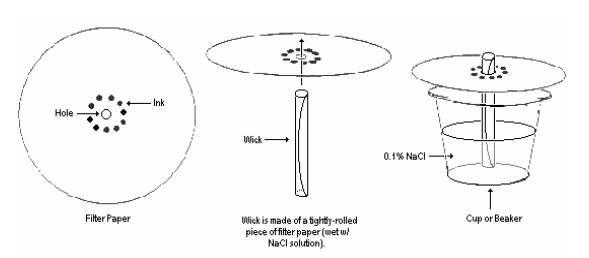 Ink
Hole
Wick
0.1% NaCl
Filter Paper
Wick is made of a tightly-rolled
piece of filter paper (wet w/
NaCl solution).
Cup or Beaker